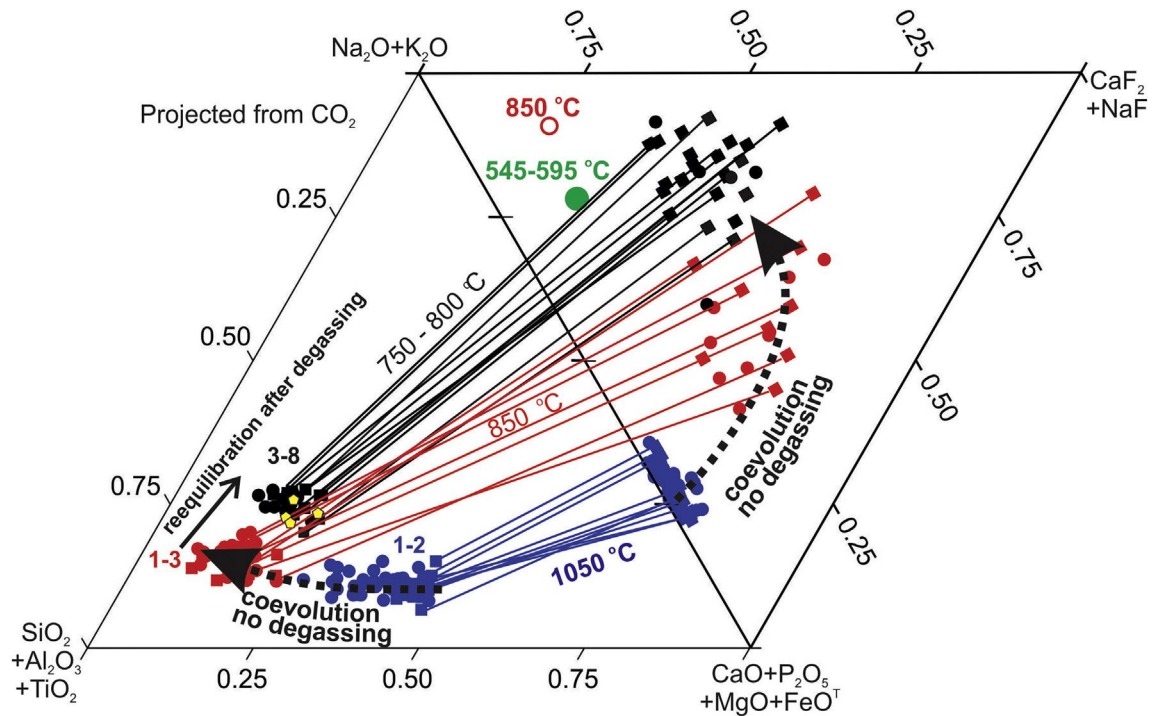 0.75
0.50
0.25
Na₂O+K₂O
CaF₂
+NaF
Projected from CO₂
850 °C
545-595 °C
0.25
0.75
750 - 800 °C
0.50
reequilibration after degassing
850 °C
coevolution
no degassing
0.50
3-8
0.75
1-3
1-2
1050 °C
0.25
coevolution
no degassing
SiO₂
+Al₂O₃
+TiO₂
0.25
0.50
0.75
CaO+P₂O₅
+MgO+FeOᵀ